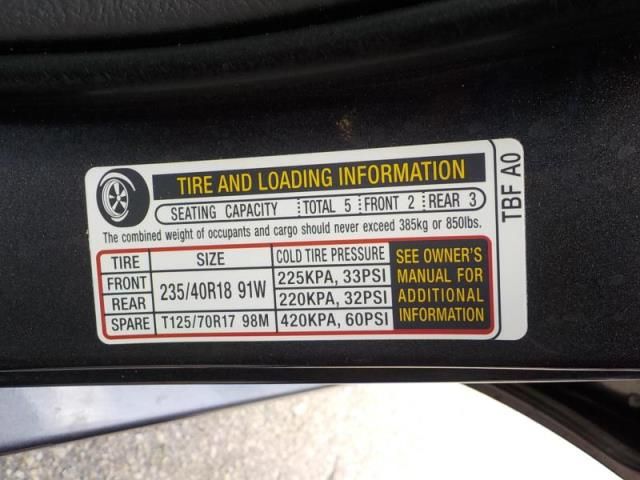 TIRE AND LOADING INFORMATION
SEATING CAPACITY TOTAL 5 FRONT 2 REAR 3
The combined weight of occupants and cargo should never exceed 385kg or 850lbs.
TIRE SIZE COLD TIRE PRESSURE
FRONT 235/40R18 91W 225KPA, 33PSI
REAR 220KPA, 32PSI
SPARE T125/70R17 98M 420KPA, 60PSI
SEE OWNER'S
MANUAL FOR
ADDITIONAL
INFORMATION
TBF A0